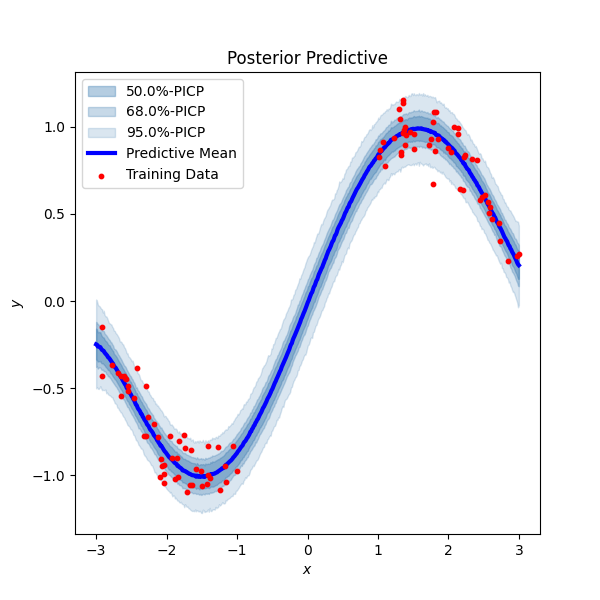 Posterior Predictive
50.0%-PICP
68.0%-PICP
95.0%-PICP
Predictive Mean
Training Data
1.0
0.5
0.0
−0.5
−1.0
y
−3 −2 −1 0 1 2 3
x